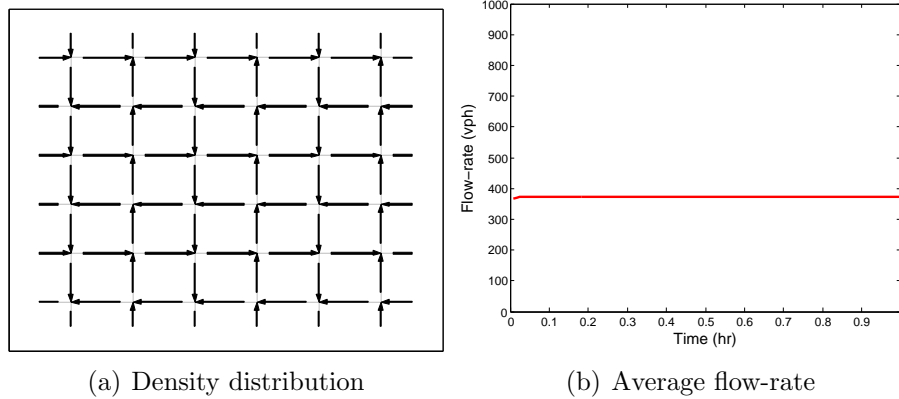 1000
900
800
700
600
500
400
300
200
100
0
Flow-rate (vph)
0 0.1 0.2 0.3 0.4 0.5 0.6 0.7 0.8 0.9
Time (hr)
(a) Density distribution
(b) Average flow-rate